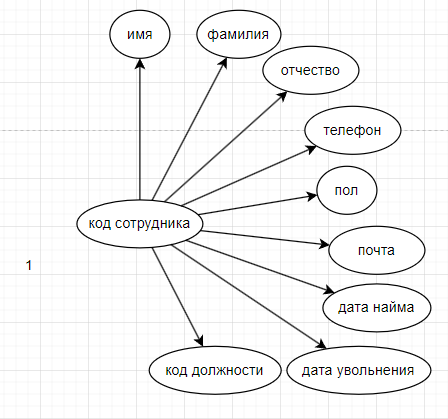 имя
фамилия
отчество
телефон
пол
код сотрудника
почта
1
дата найма
код должности
дата увольнения